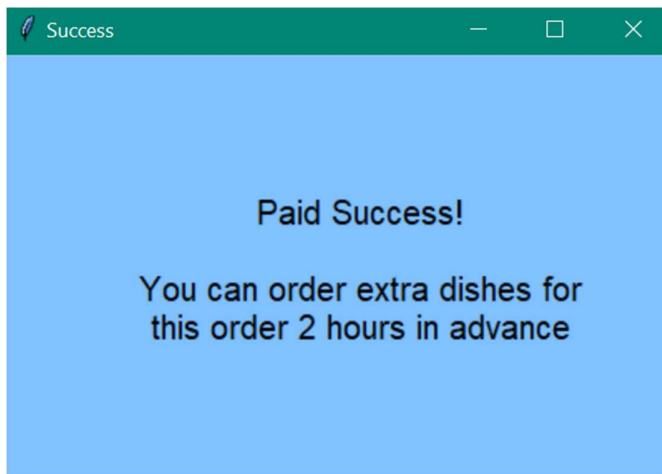 Success
Paid Success!
You can order extra dishes for
this order 2 hours in advance